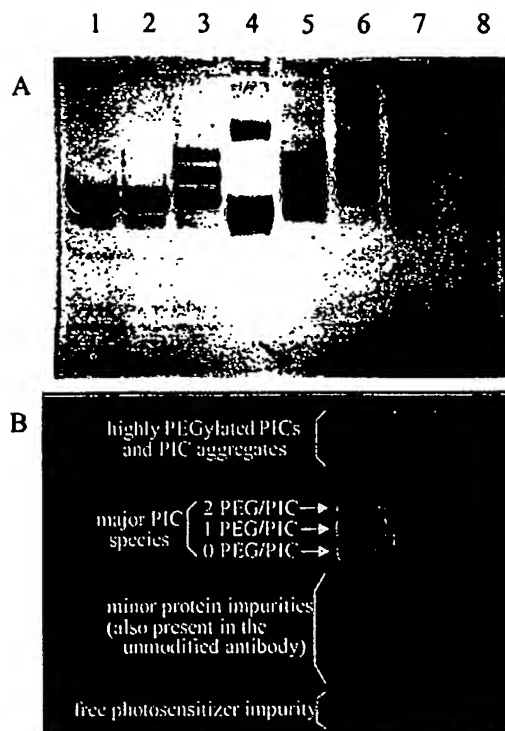 1 2 3 4 5 6 7 8
A
B
highly PEGylated PICs
and PIC aggregates
major PIC
species
2 PEG/PIC
1 PEG/PIC
0 PEG/PIC
minor protein impurities
(also present in the
unmodified antibody)
free photosensitizer impurity